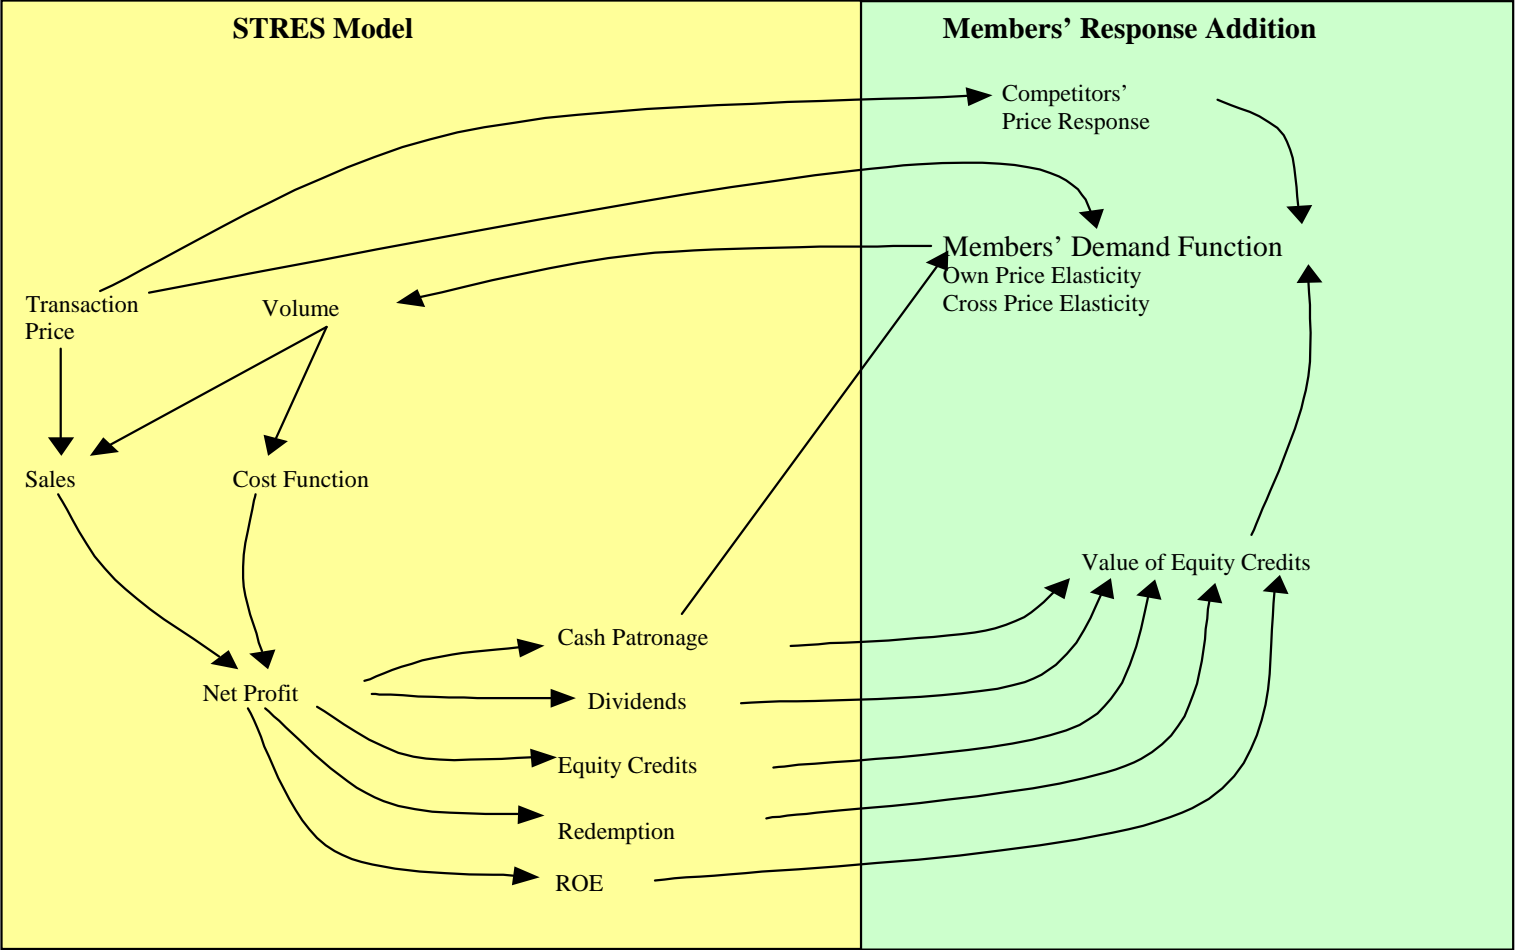 STRES Model
Members’ Response Addition
Competitors’
Price Response
Members’ Demand Function
Own Price Elasticity
Cross Price Elasticity
Transaction
Price
Volume
Sales
Cost Function
Value of Equity Credits
Cash Patronage
Net Profit
Dividends
Equity Credits
Redemption
ROE